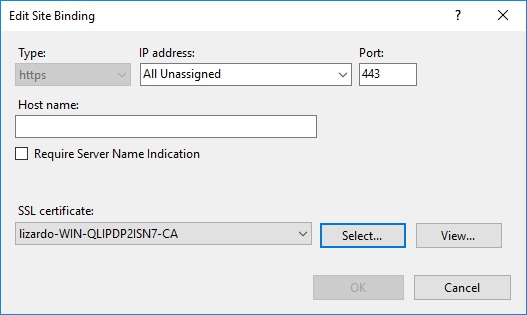 Edit Site Binding
? ×
Type: IP address: Port:
https All Unassigned 443
Host name:
Require Server Name Indication
SSL certificate:
lizardo-WIN-QLIPDP2ISN7-CA Select... View...
OK Cancel